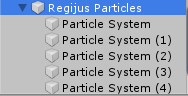 Regijus Particles
Particle System
Particle System (1)
Particle System (2)
Particle System (3)
Particle System (4)